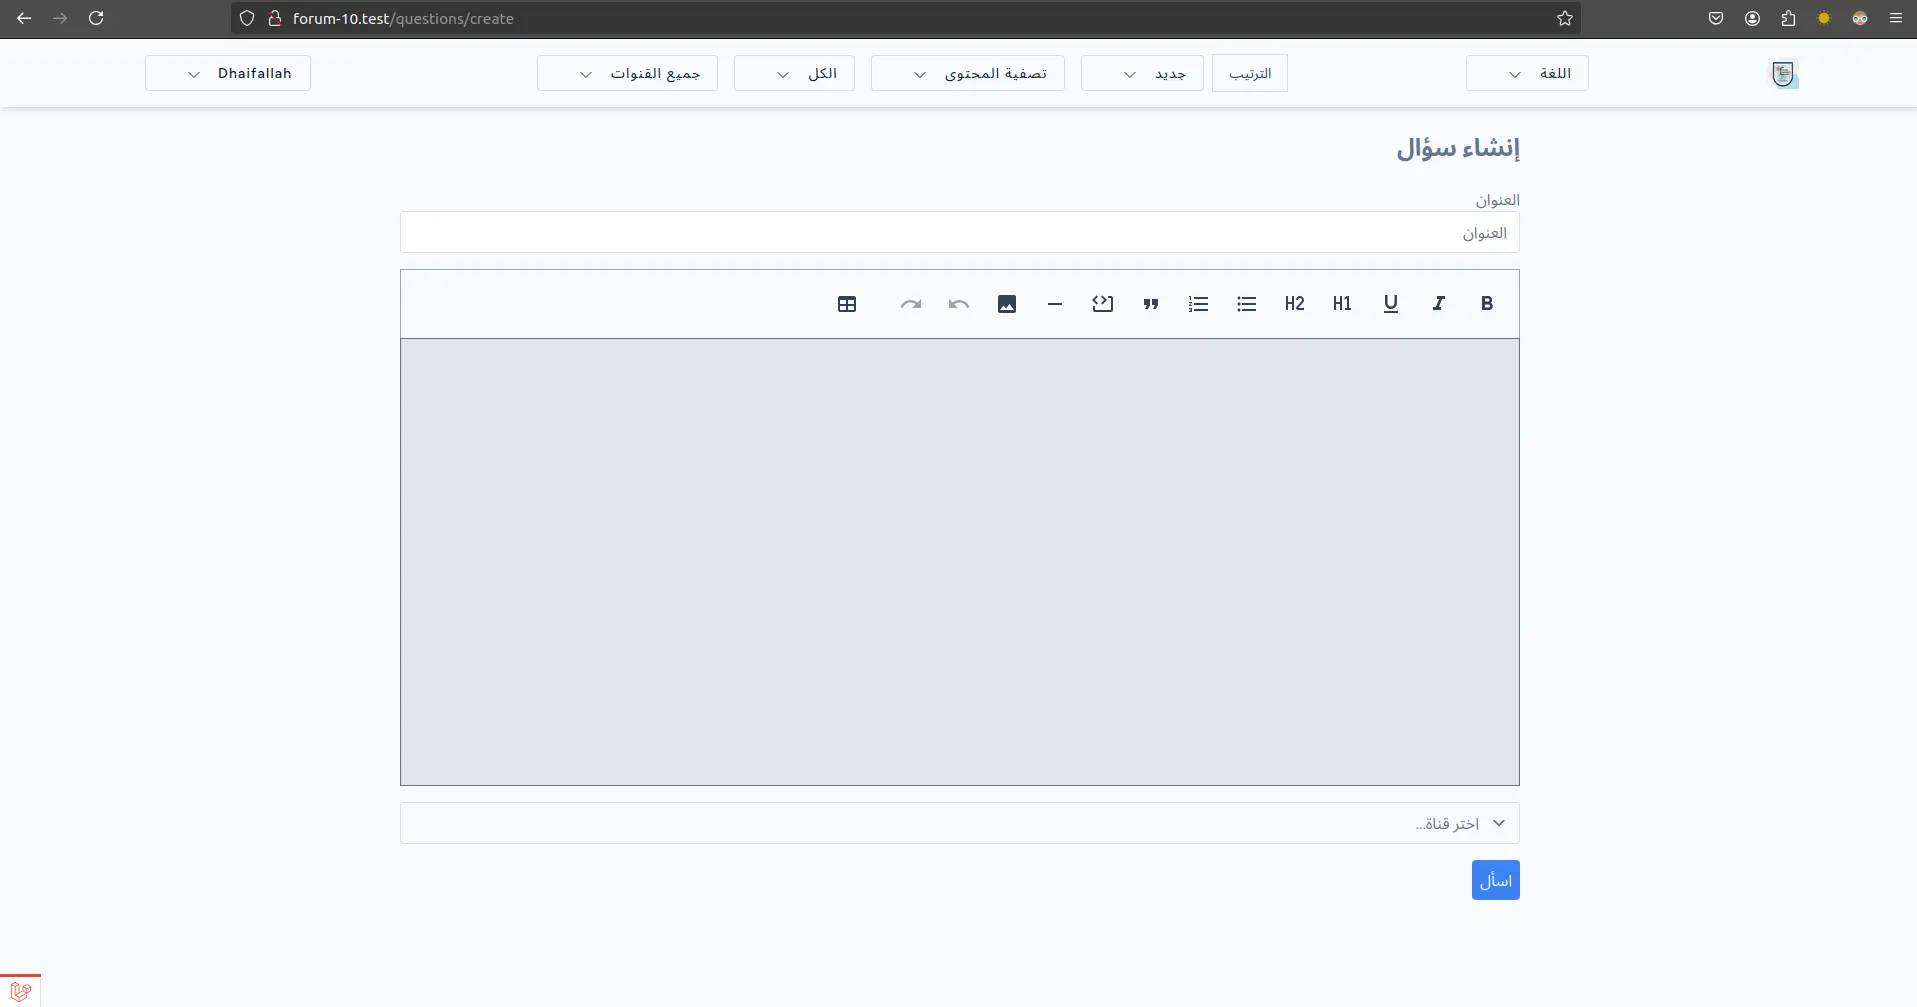 forum-10.test/questions/create
اللغة
الترتيب
جديد
تصفية المحتوى
الكل
جميع القنوات
Dhaifallah
إنشاء سؤال
العنوان
العنوان
B I U H1 H2
اختر قناة...
اسأل